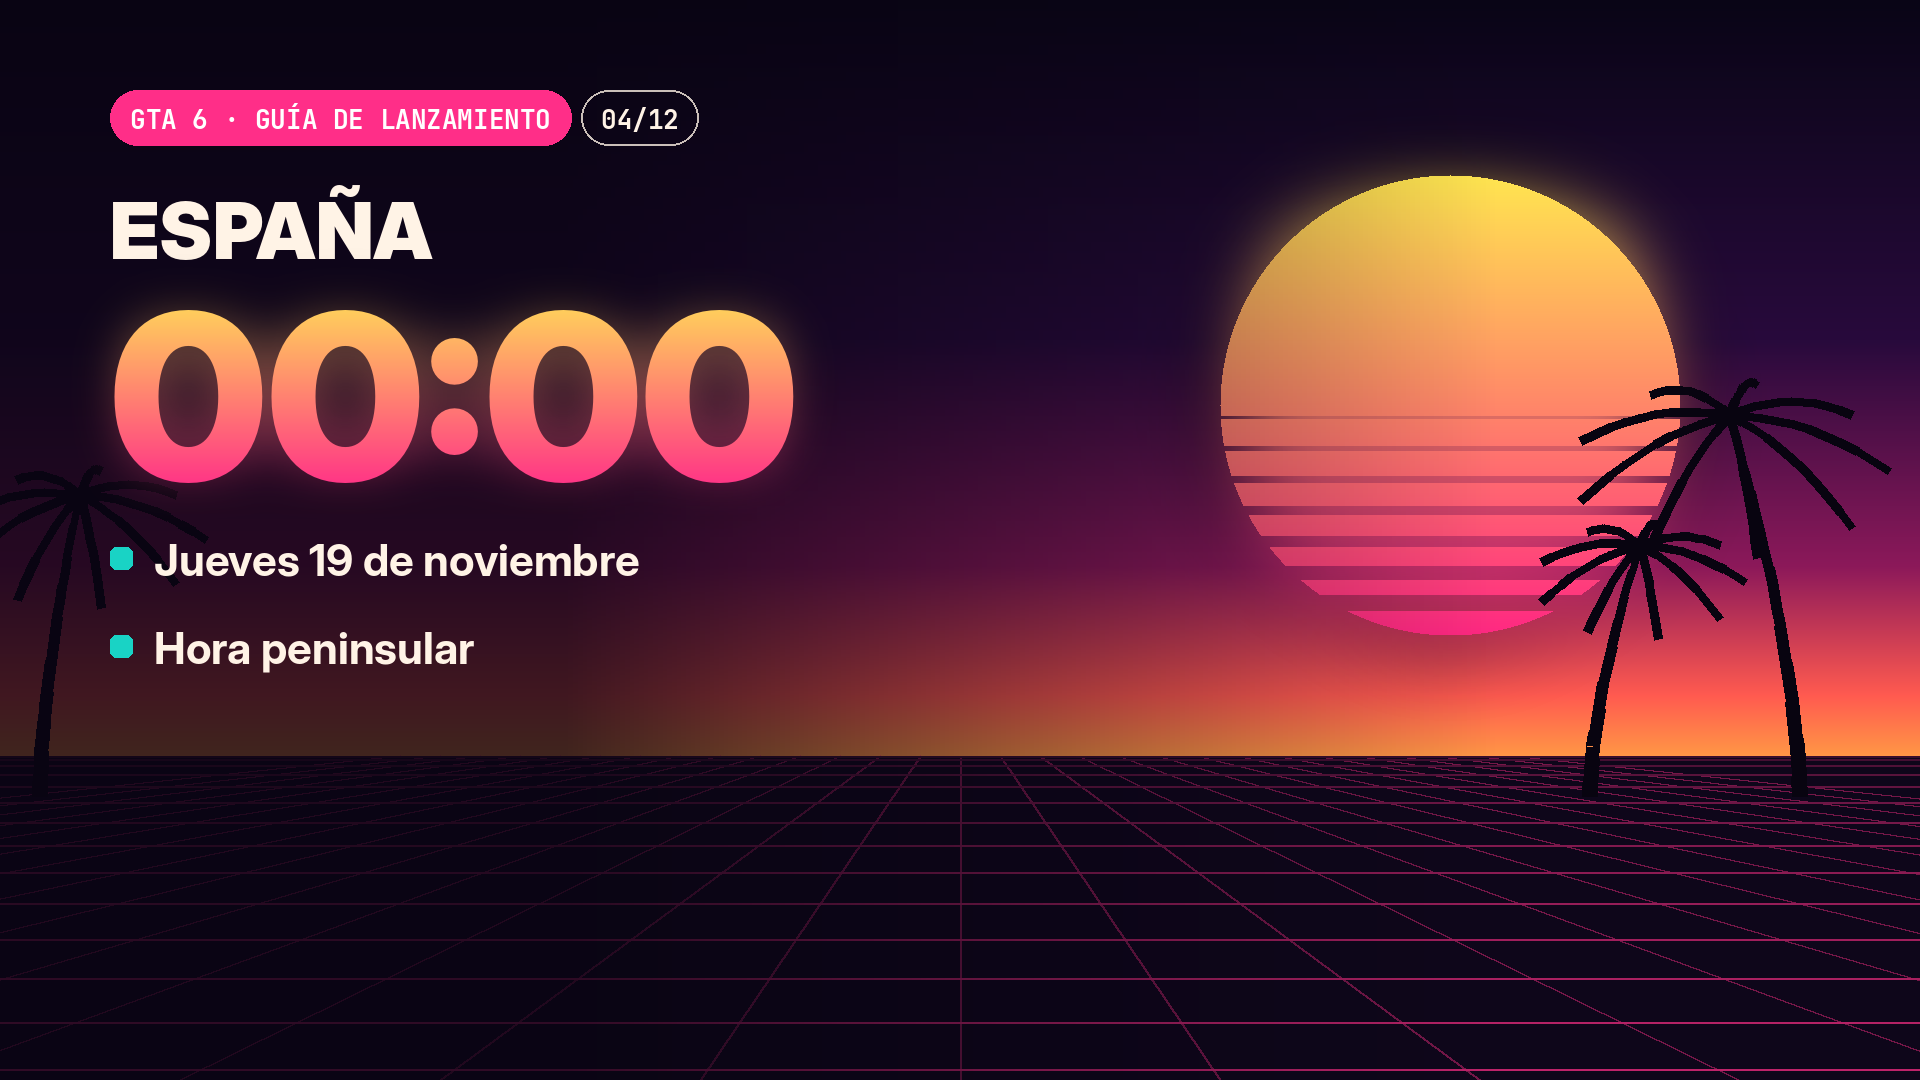 GTA 6 · GUÍA DE LANZAMIENTO 04/12
ESPAÑA
00:00
Jueves 19 de noviembre
Hora peninsular